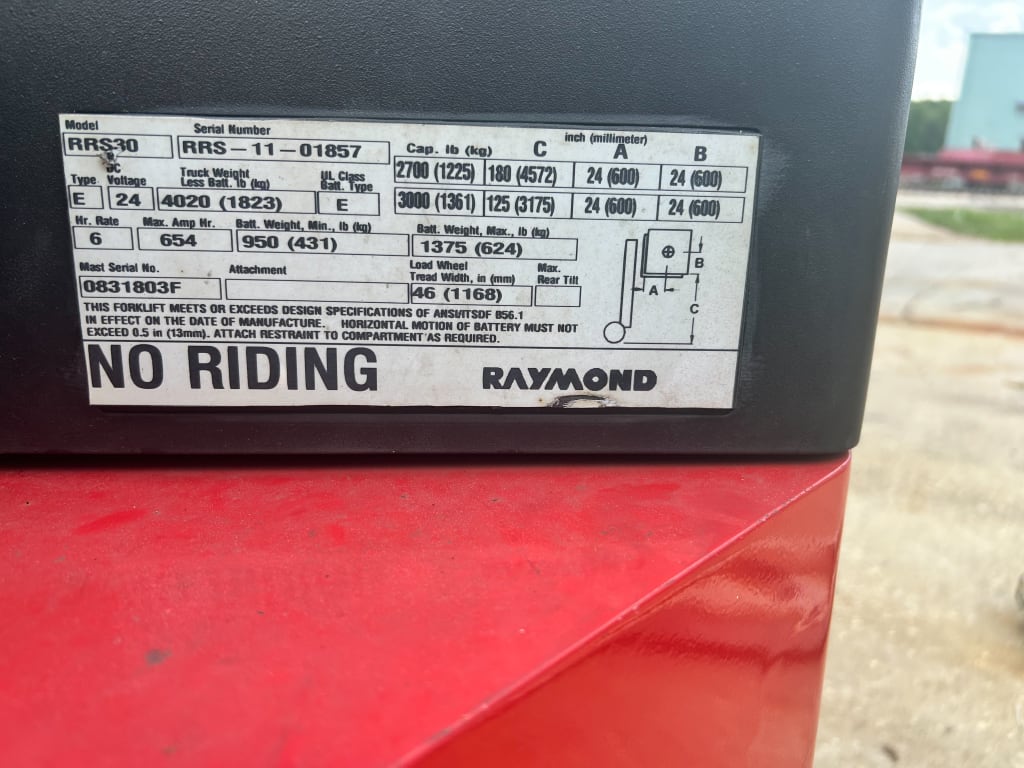 Model Serial Number
RRS30 RRS-11-01857
Cap. lb (kg) C inch (millimeter) A B
2700 (1225) 180 (4572) 24 (600) 24 (600)
3000 (1361) 125 (3175) 24 (600) 24 (600)
DC
Type Voltage Truck Weight Less Batt. lb (kg) UL Class Batt. Type
E 24 4020 (1823) E
Hr. Rate Max. Amp Hr. Batt. Weight, Min., lb (kg) Batt. Weight, Max., lb (kg)
6 654 950 (431) 1375 (624)
Mast Serial No. Attachment Load Wheel Tread Width, in (mm) Max. Rear Tilt
0831803F 46 (1168)
B
A
C
THIS FORKLIFT MEETS OR EXCEEDS DESIGN SPECIFICATIONS OF ANSI/ITSDF B56.1
IN EFFECT ON THE DATE OF MANUFACTURE. HORIZONTAL MOTION OF BATTERY MUST NOT
EXCEED 0.5 in (13mm). ATTACH RESTRAINT TO COMPARTMENT AS REQUIRED.
NO RIDING RAYMOND